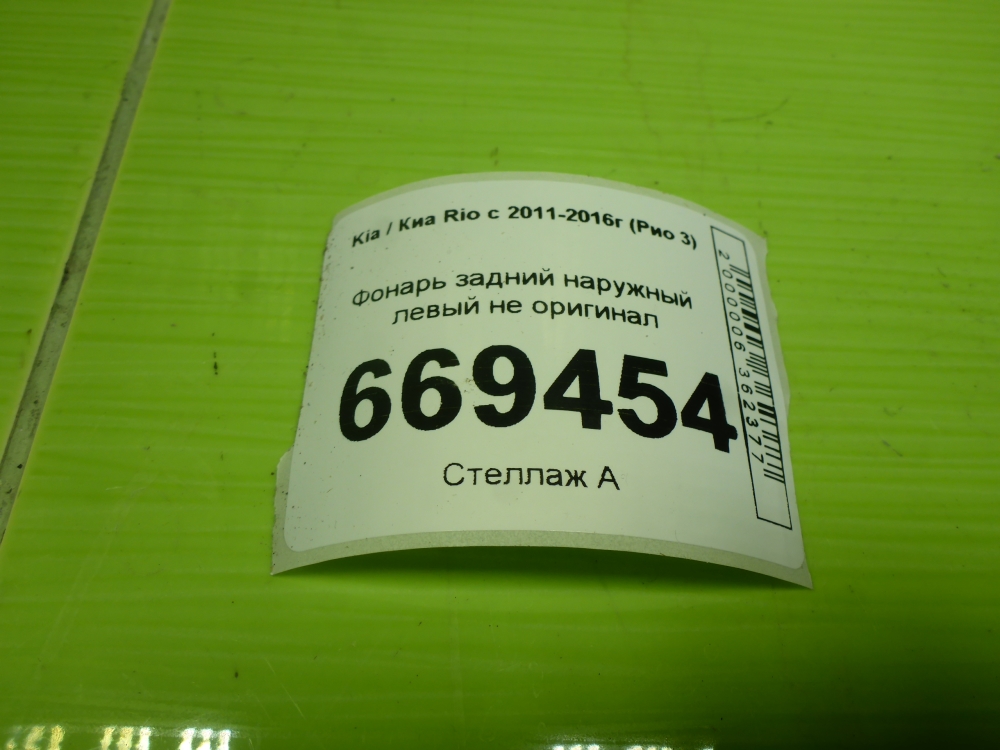 Kia / Киа Rio с 2011-2016г (Рио 3)
Фонарь задний наружный
левый не оригинал
669454
Стеллаж А
2000006362377